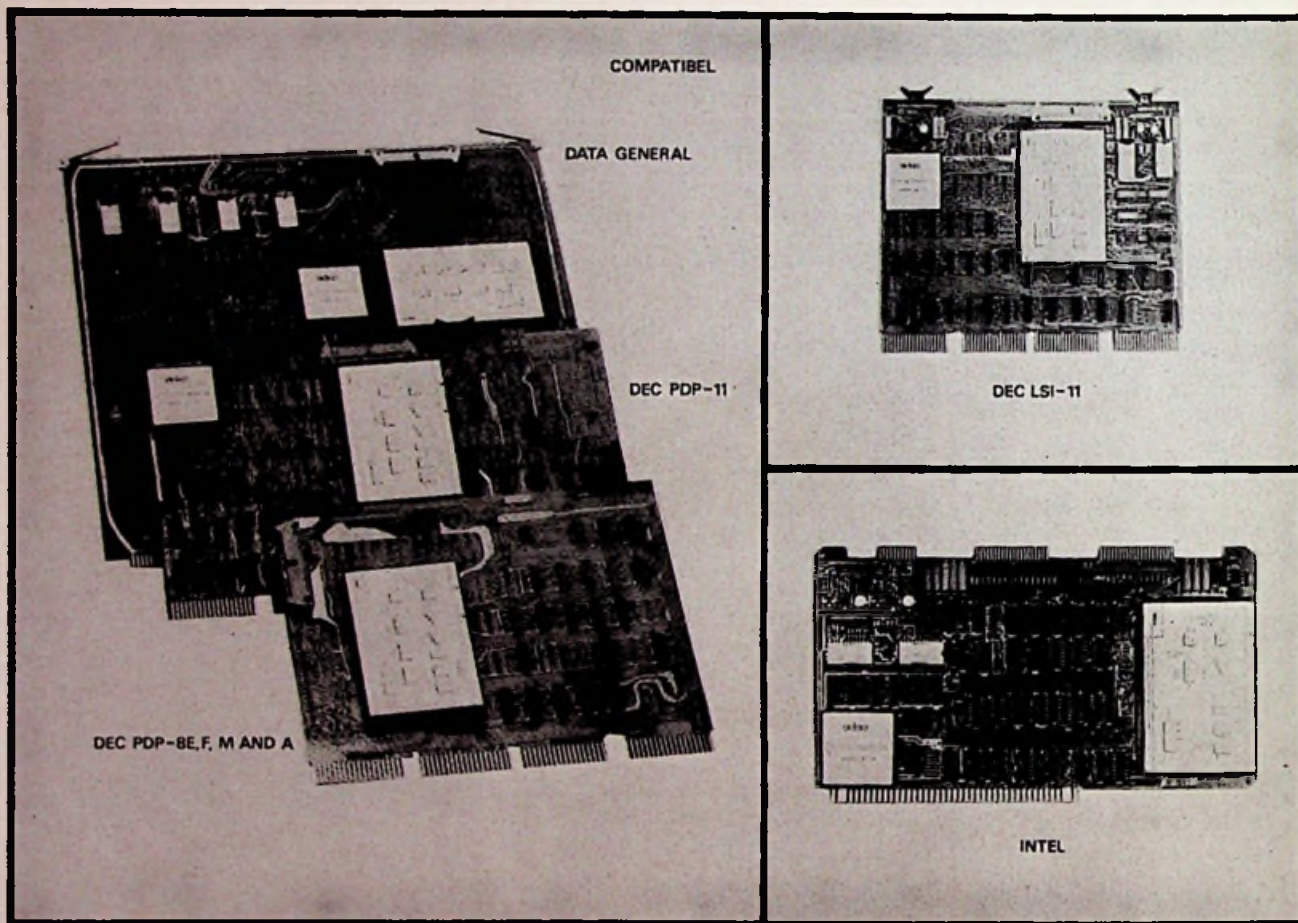 COMPATIBEL
DATA GENERAL
DEC PDP-11
DEC PDP-8E, F, M AND A
DEC LSI-11
INTEL